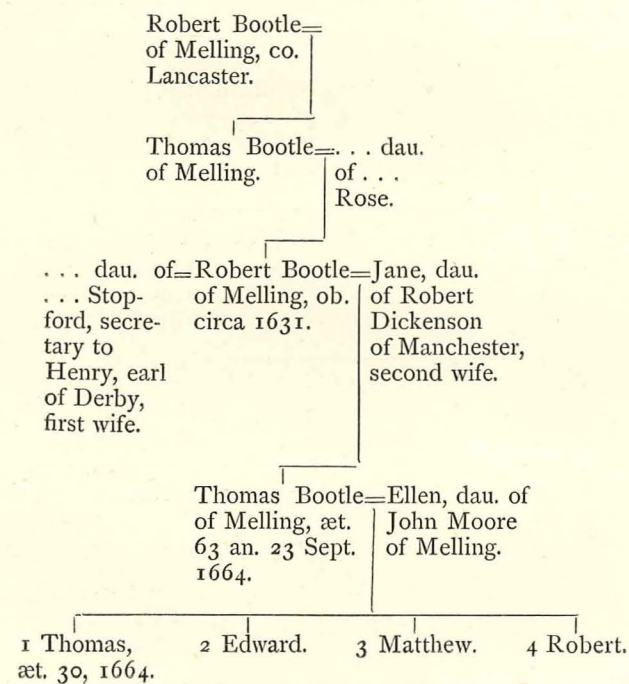 Robert Bootle=
of Melling, co.
Lancaster.
Thomas Bootle=. . . dau.
of Melling.
of . . .
Rose.
. . . dau. of=Robert Bootle=Jane, dau.
. . . Stop-
ford, secre-
tary to
Henry, earl
of Derby,
first wife.
of Melling, ob.
circa 1631.
of Robert
Dickenson
of Manchester,
second wife.
Thomas Bootle=Ellen, dau. of
of Melling, æt.
63 an. 23 Sept.
1664.
John Moore
of Melling.
1 Thomas,
æt. 30, 1664.
2 Edward.
3 Matthew.
4 Robert.